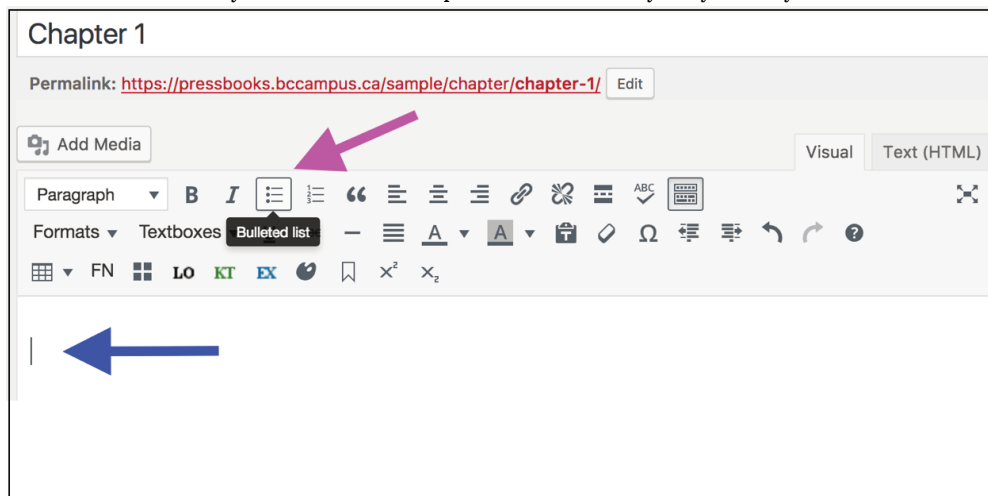 Chapter 1
Permalink: https://pressbooks.bccampus.ca/sample/chapter/chapter-1/ Edit
Add Media
Visual Text (HTML)
Paragraph B I ABC
Formats Textboxes Bulleted list A A Ω
FN LO KT EX x² x₂